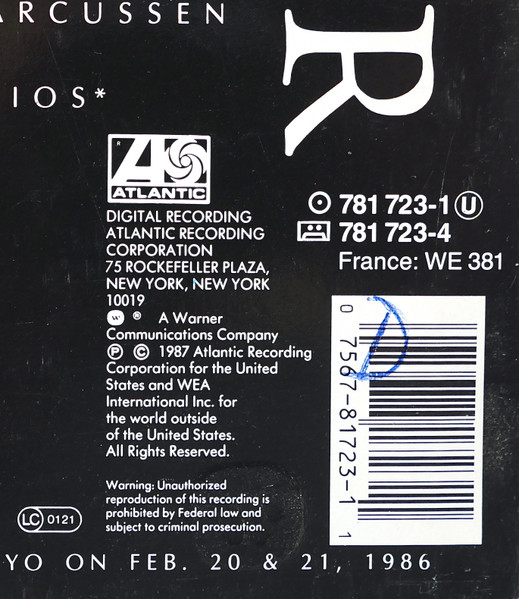 ARCUSSEN
R
IOS*
ATLANTIC
DIGITAL RECORDING
ATLANTIC RECORDING
CORPORATION
75 ROCKEFELLER PLAZA,
NEW YORK, NEW YORK
10019
w ® A Warner
Communications Company
Ⓟ © 1987 Atlantic Recording
Corporation for the United
States and WEA
International Inc. for
the world outside
of the United States.
All Rights Reserved.
Warning: Unauthorized
reproduction of this recording is
prohibited by Federal law and
subject to criminal prosecution.
LC 0121
781 723-1 Ⓤ
781 723-4
France: WE 381
0 7567-81723-1 1
YO ON FEB. 20 & 21, 1986